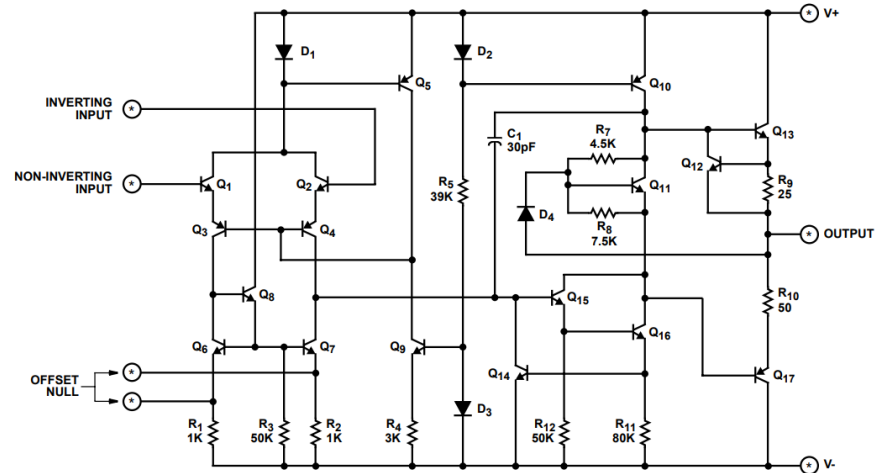 V+
D1
D2
Q5
Q10
INVERTING
INPUT
C1
30pF
R7
4.5K
Q13
Q12
NON-INVERTING
INPUT
Q1
Q2
R5
39K
Q11
R9
25
Q3
Q4
D4
R8
7.5K
OUTPUT
Q8
Q15
R10
50
Q6
Q7
Q9
Q16
Q14
Q17
OFFSET
NULL
D3
R1
1K
R3
50K
R2
1K
R4
3K
R12
50K
R11
80K
V-